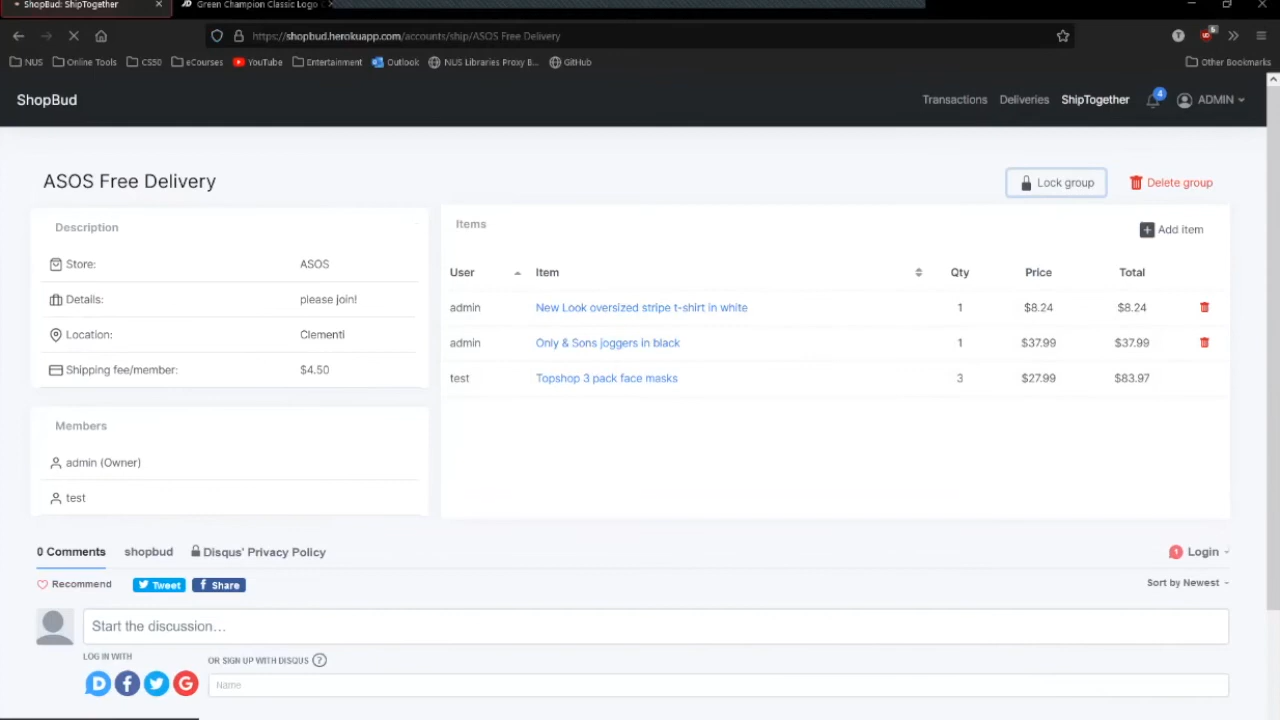 ShopBud: ShipTogether
Green Champion Classic Logo
https://shopbud.herokuapp.com/accounts/ship/ASOS Free Delivery
NUS Online Tools CS50 eCourses YouTube Entertainment Outlook NUS Libraries Proxy B... GitHub Other Bookmarks
ShopBud Transactions Deliveries ShipTogether 4 ADMIN
ASOS Free Delivery Lock group Delete group
Description
Store: ASOS
Details: please join!
Location: Clementi
Shipping fee/member: $4.50
Members
admin (Owner)
test
Items
Add item
User Item Qty Price Total
admin New Look oversized stripe t-shirt in white 1 $8.24 $8.24
admin Only & Sons joggers in black 1 $37.99 $37.99
test Topshop 3 pack face masks 3 $27.99 $83.97
0 Comments shopbud Disqus' Privacy Policy 1 Login
Recommend Tweet Share Sort by Newest
Start the discussion...
LOG IN WITH OR SIGN UP WITH DISQUS ?
Name